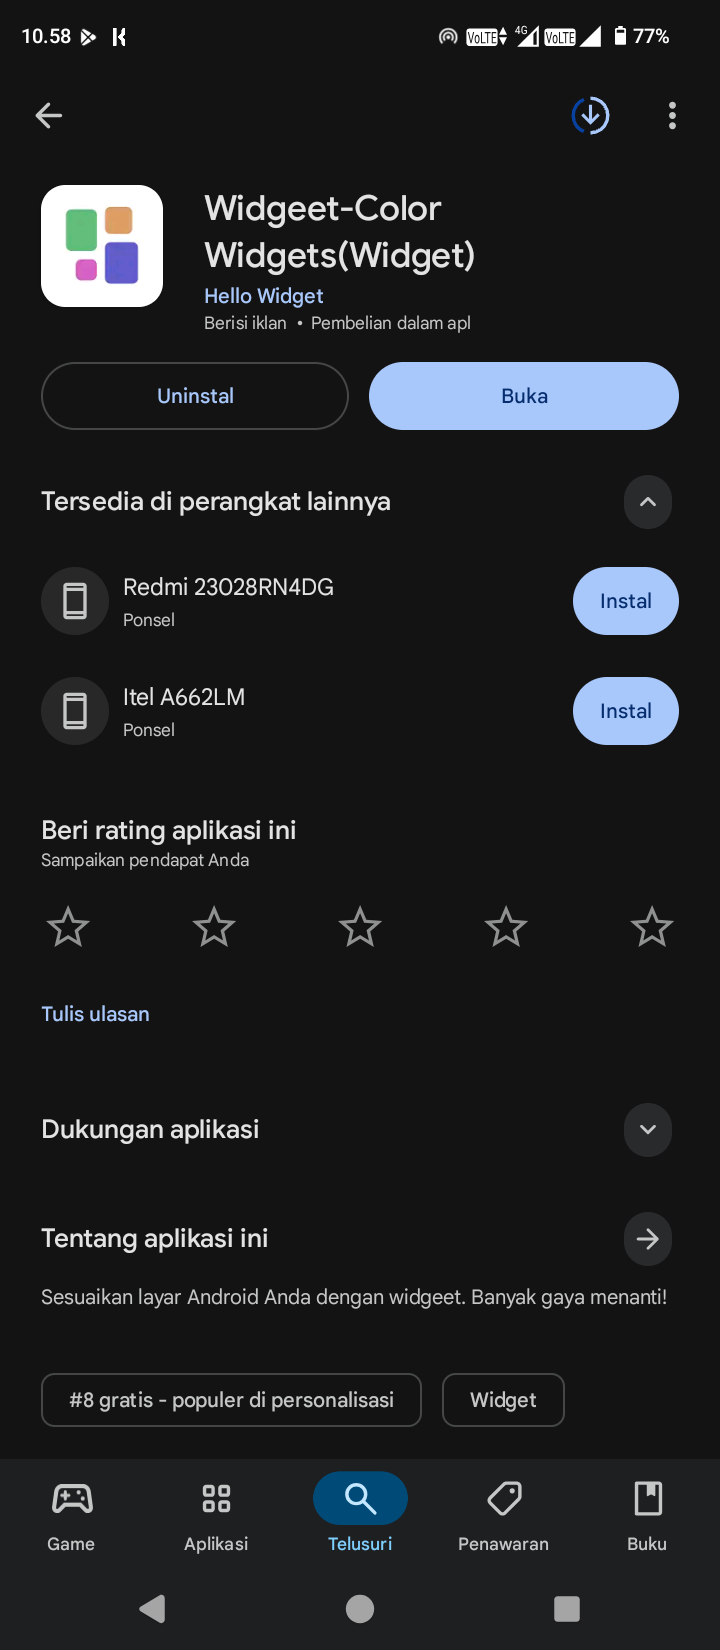 10.58
VoLTE 4G VoLTE 77%
Widgeet-Color
Widgets(Widget)
Hello Widget
Berisi iklan • Pembelian dalam apl
Uninstal
Buka
Tersedia di perangkat lainnya
Redmi 23028RN4DG
Ponsel
Instal
Itel A662LM
Ponsel
Instal
Beri rating aplikasi ini
Sampaikan pendapat Anda
Tulis ulasan
Dukungan aplikasi
Tentang aplikasi ini
Sesuaikan layar Android Anda dengan widgeet. Banyak gaya menanti!
#8 gratis - populer di personalisasi
Widget
Game
Aplikasi
Telusuri
Penawaran
Buku